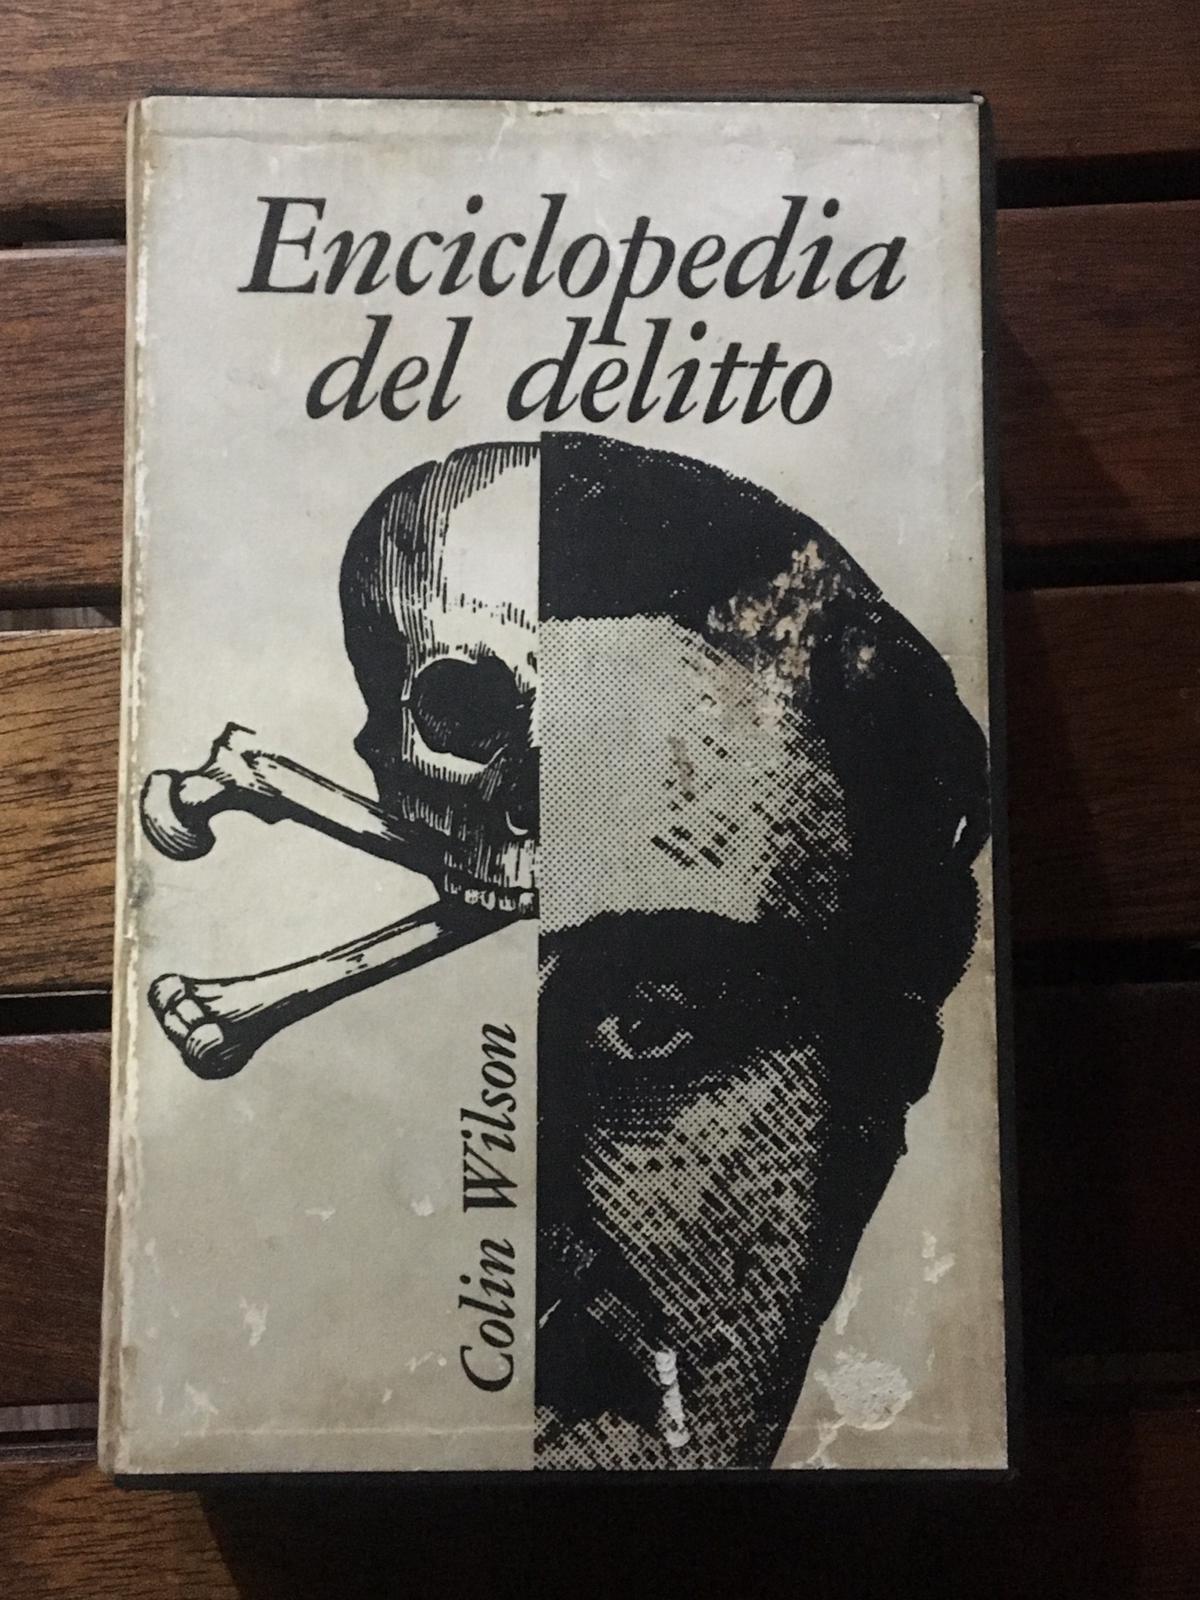 Enciclopedia
del delitto
Colin Wilson